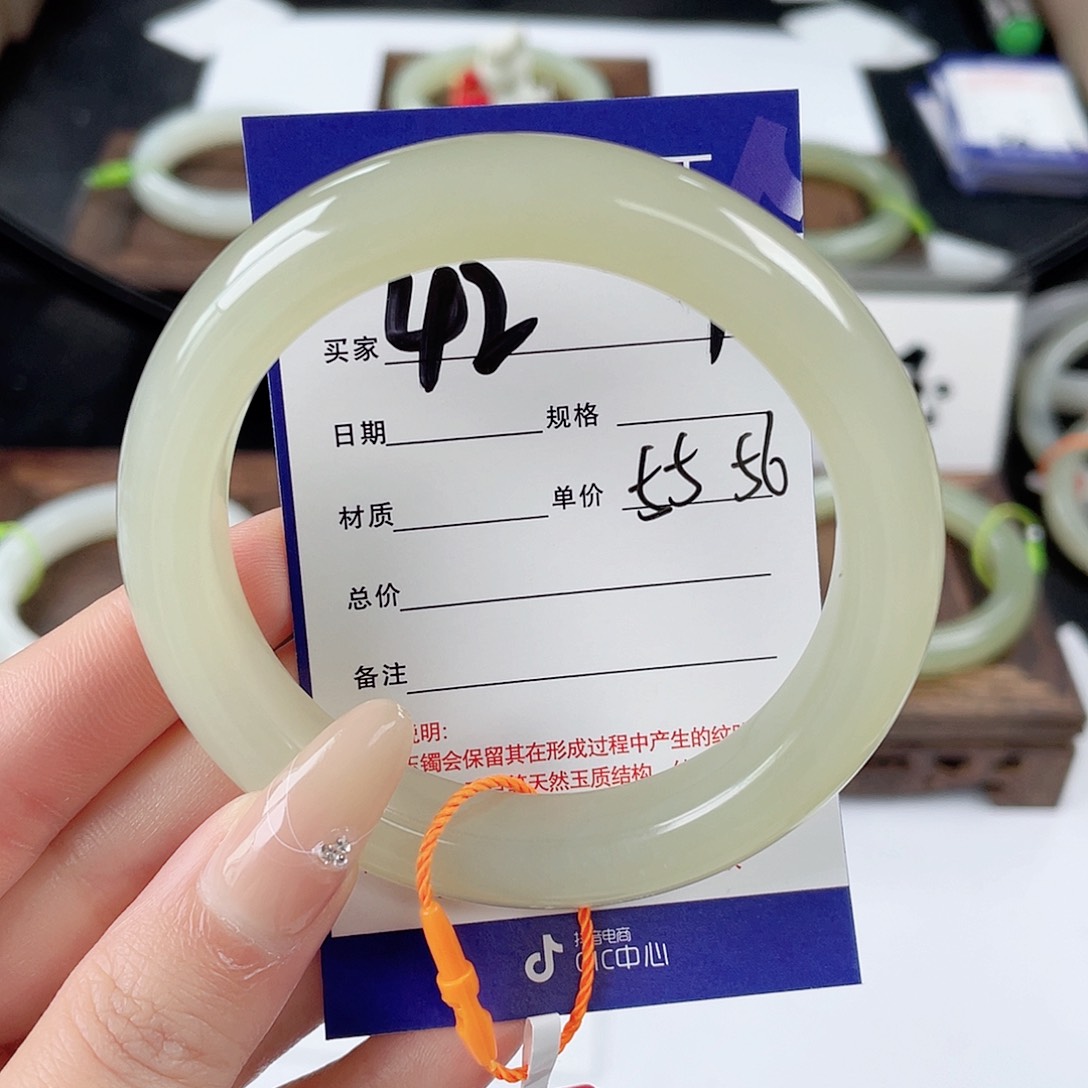 买家 42
日期 规格
材质 单价 55 56
总价
备注
说明:
玉镯会保留其在形成过程中产生的纹
天然玉质结构
抖音电商
QIC中心